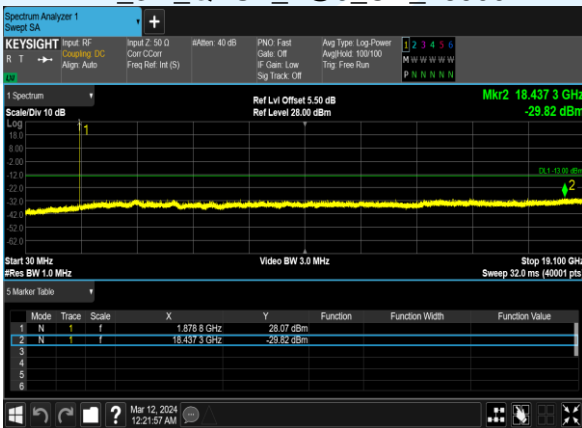 Spectrum Analyzer 1
Swept SA
+
KEYSIGHT Input: RF Input Z: 50 Ω #Atten: 40 dB PNO: Fast Avg Type: Log-Power 1 2 3 4 5 6
R T Coupling: DC Corr CCorr Gate: Off Avg|Hold: 100/100 M W W W W W
Align: Auto Freq Ref: Int (S) IF Gain: Low Trig: Free Run
Sig Track: Off P N N N N N
LW
1 Spectrum Ref Lvl Offset 5.50 dB Mkr2 18.437 3 GHz
Scale/Div 10 dB Ref Level 28.00 dBm -29.82 dBm
Log
1
18.0
8.00
-2.00
DL1 -13.00 dBm
-12.0
2
-22.0
-32.0
-42.0
-52.0
-62.0
Start 30 MHz Video BW 3.0 MHz Stop 19.100 GHz
#Res BW 1.0 MHz Sweep 32.0 ms (40001 pts
5 Marker Table
Mode Trace Scale X Y Function Function Width Function Value
1 N 1 f 1.878 8 GHz 28.07 dBm
2 N 1 f 18.437 3 GHz -29.82 dBm
3
4
5
6
? Mar 12, 2024
12:21:57 AM